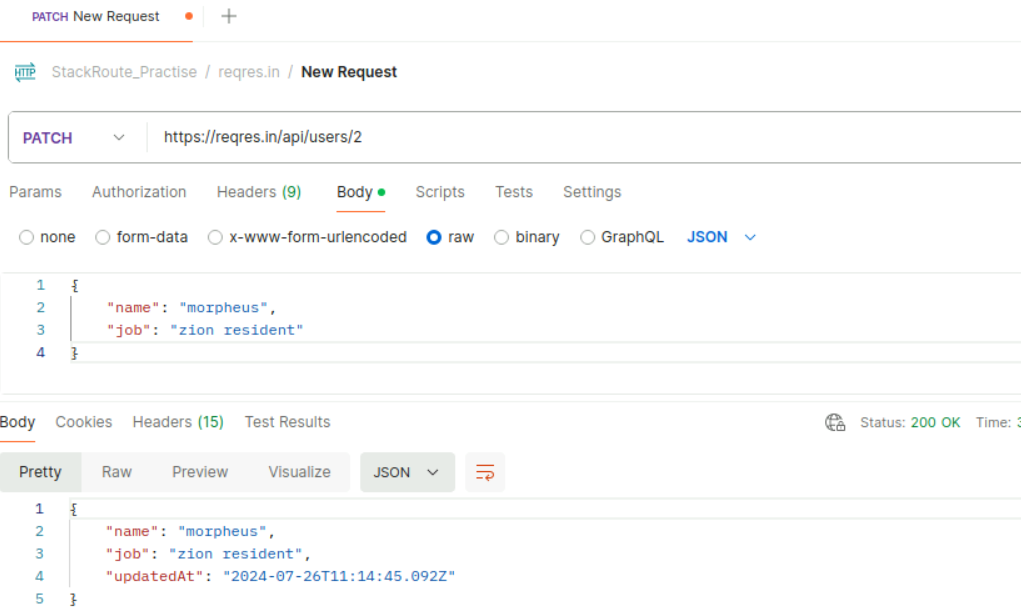 PATCH New Request
HTTP StackRoute_Practise / reqres.in / New Request
PATCH https://reqres.in/api/users/2
Params Authorization Headers (9) Body Scripts Tests Settings
none form-data x-www-form-urlencoded raw binary GraphQL JSON
1 {
2 "name": "morpheus",
3 "job": "zion resident"
4 }
Body Cookies Headers (15) Test Results Status: 200 OK Time:
Pretty Raw Preview Visualize JSON
1 {
2 "name": "morpheus",
3 "job": "zion resident",
4 "updatedAt": "2024-07-26T11:14:45.092Z"
5 }